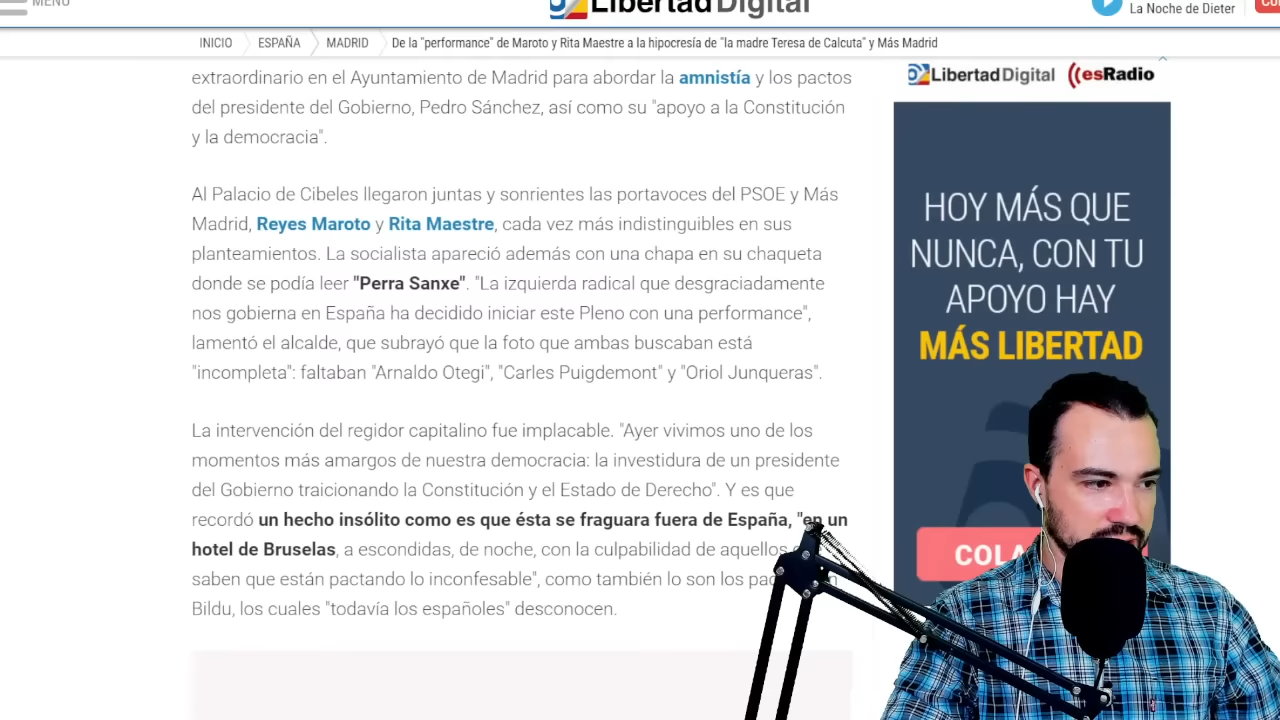 MENÚ
LibertadDigital
La Noche de Dieter
INICIO
ESPAÑA
MADRID
De la "performance" de Maroto y Rita Maestre a la hipocresía de "la madre Teresa de Calcuta" y Más Madrid
extraordinario en el Ayuntamiento de Madrid para abordar la amnistía y los pactos
del presidente del Gobierno, Pedro Sánchez, así como su "apoyo a la Constitución
y la democracia".
Al Palacio de Cibeles llegaron juntas y sonrientes las portavoces del PSOE y Más
Madrid, Reyes Maroto y Rita Maestre, cada vez más indistinguibles en sus
planteamientos. La socialista apareció además con una chapa en su chaqueta
donde se podía leer "Perra Sanxe". "La izquierda radical que desgraciadamente
nos gobierna en España ha decidido iniciar este Pleno con una performance",
lamentó el alcalde, que subrayó que la foto que ambas buscaban está
"incompleta": faltaban "Arnaldo Otegi", "Carles Puigdemont" y "Oriol Junqueras".
La intervención del regidor capitalino fue implacable. "Ayer vivimos uno de los
momentos más amargos de nuestra democracia: la investidura de un presidente
del Gobierno traicionando la Constitución y el Estado de Derecho". Y es que
recordó un hecho insólito como es que ésta se fraguara fuera de España, "en un
hotel de Bruselas, a escondidas, de noche, con la culpabilidad de aquellos
saben que están pactando lo inconfesable", como también lo son los
Bildu, los cuales "todavía los españoles" desconocen.
LibertadDigital esRadio
HOY MÁS QUE
NUNCA, CON TU
APOYO HAY
MÁS LIBERTAD